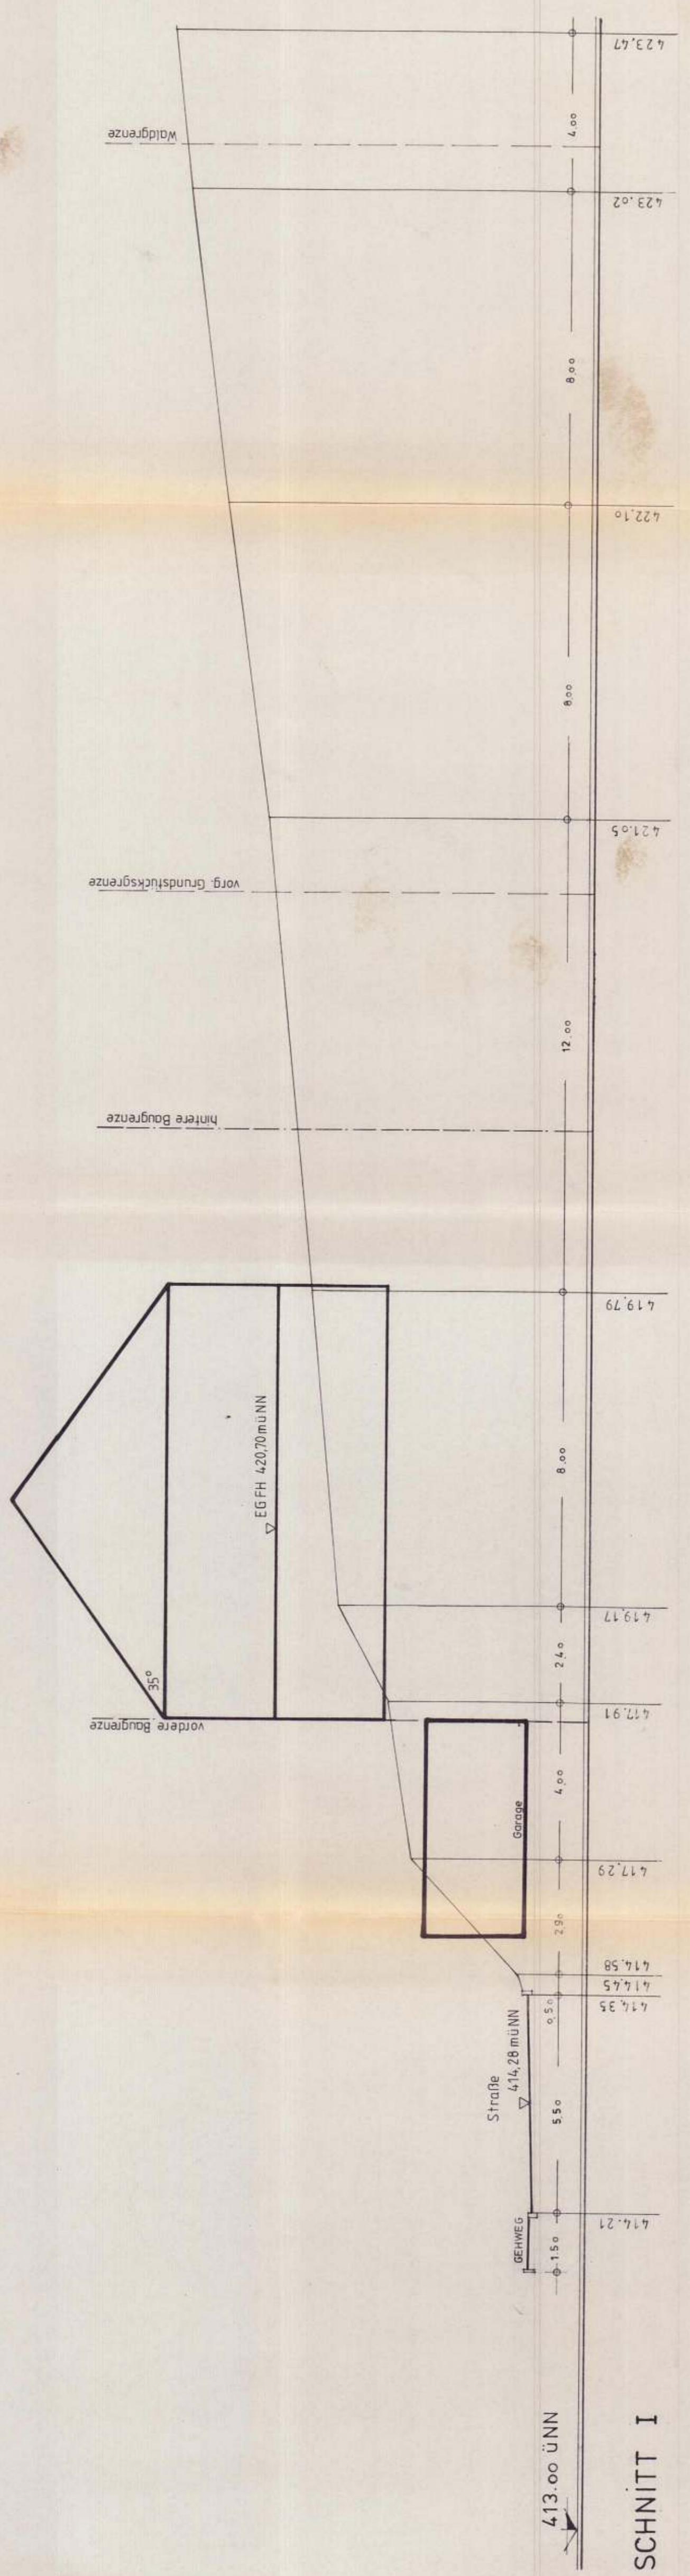 SCHNITT I
413.00 ÜNN
GEHWEG
Straße
414,28 müNN
Garage
vordere Baugrenze
35°
EGFH 420,70müNN
hintere Baugrenze
vorg. Grundstücksgrenze
Waldgrenze
1.50
5,50
0,50
2,90
4,00
2,40
8,00
12.00
8,00
8,00
4,00
414.21
414,35
414,45
414,58
417,29
417,91
419,17
419,79
421,05
422,10
423,02
423,47